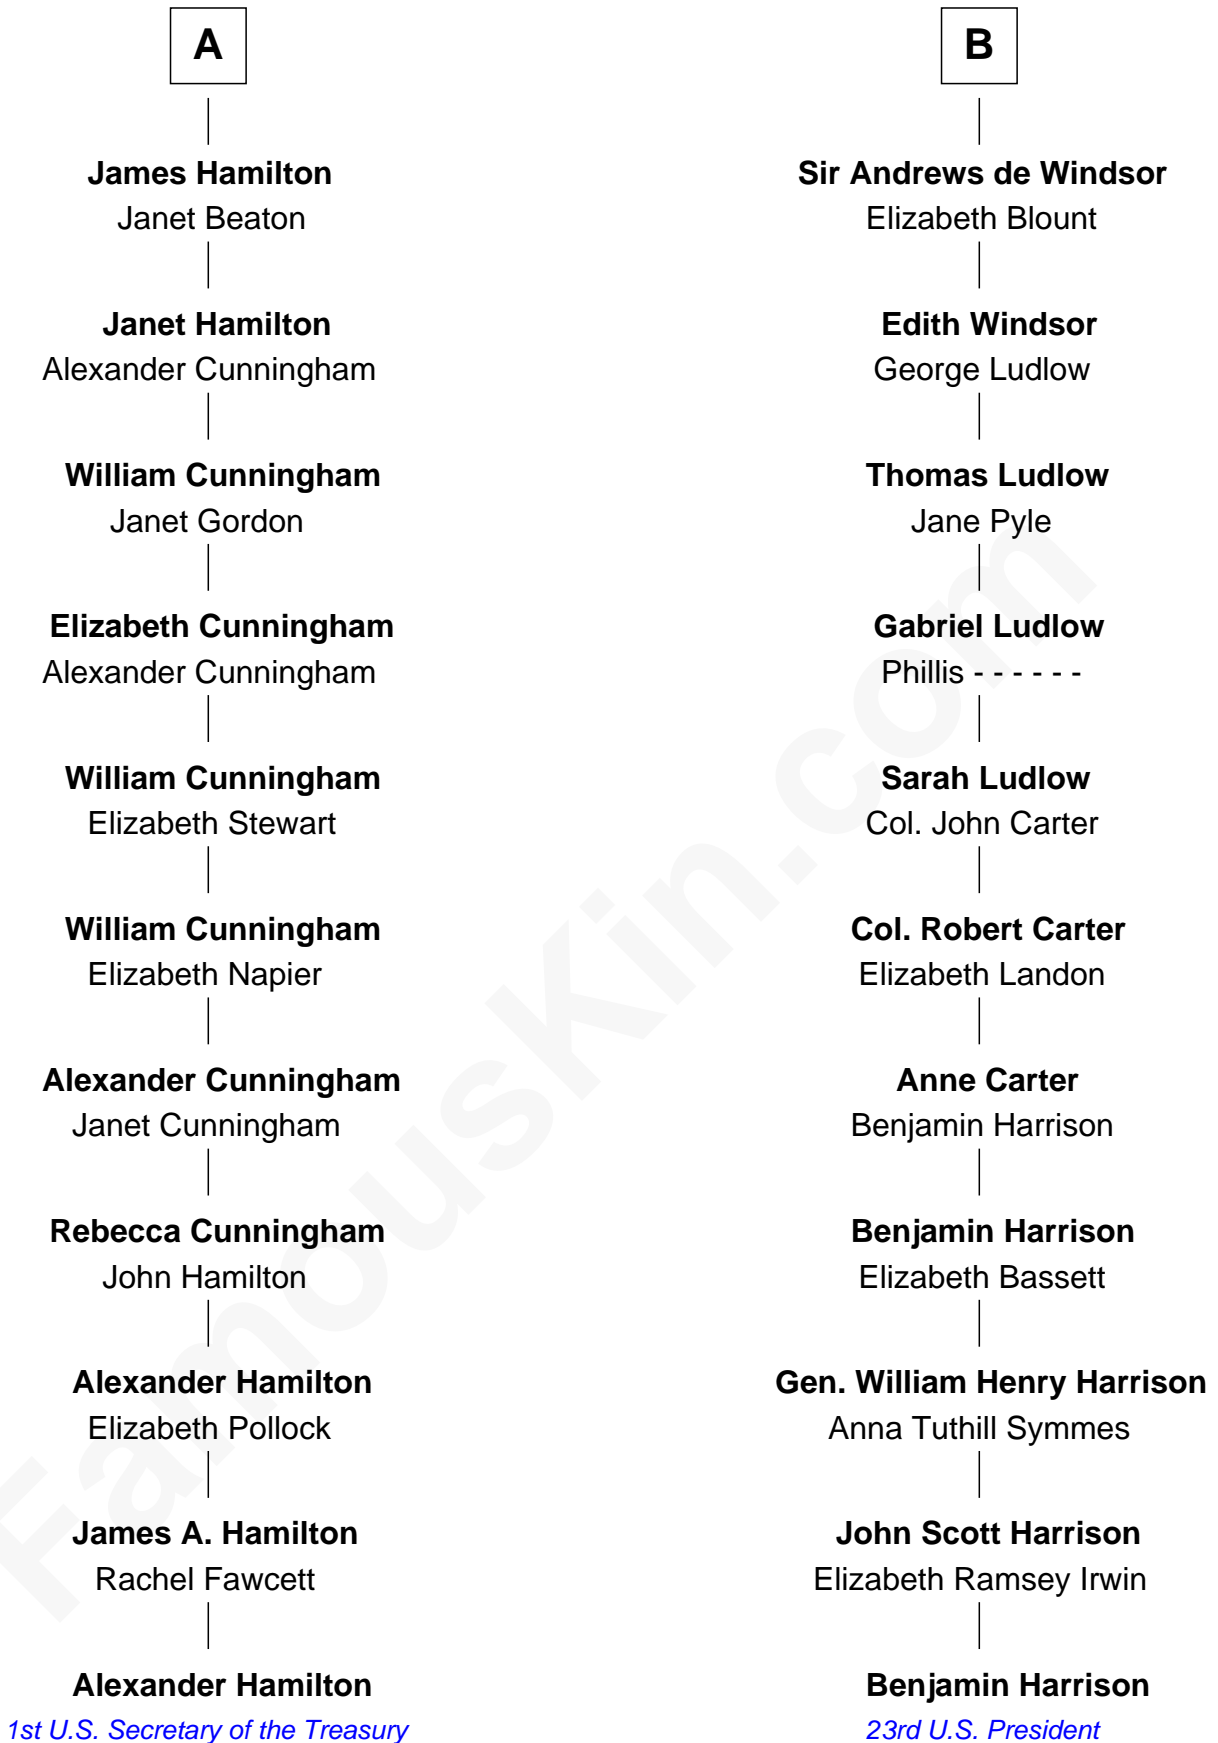 A
James Hamilton
Janet Beaton
Janet Hamilton
Alexander Cunningham
William Cunningham
Janet Gordon
Elizabeth Cunningham
Alexander Cunningham
William Cunningham
Elizabeth Stewart
William Cunningham
Elizabeth Napier
Alexander Cunningham
Janet Cunningham
Rebecca Cunningham
John Hamilton
Alexander Hamilton
Elizabeth Pollock
James A. Hamilton
Rachel Fawcett
Alexander Hamilton
1st U.S. Secretary of the Treasury
B
Sir Andrews de Windsor
Elizabeth Blount
Edith Windsor
George Ludlow
Thomas Ludlow
Jane Pyle
Gabriel Ludlow
Phillis - - - - - -
Sarah Ludlow
Col. John Carter
Col. Robert Carter
Elizabeth Landon
Anne Carter
Benjamin Harrison
Benjamin Harrison
Elizabeth Bassett
Gen. William Henry Harrison
Anna Tuthill Symmes
John Scott Harrison
Elizabeth Ramsey Irwin
Benjamin Harrison
23rd U.S. President
FamousKin.com